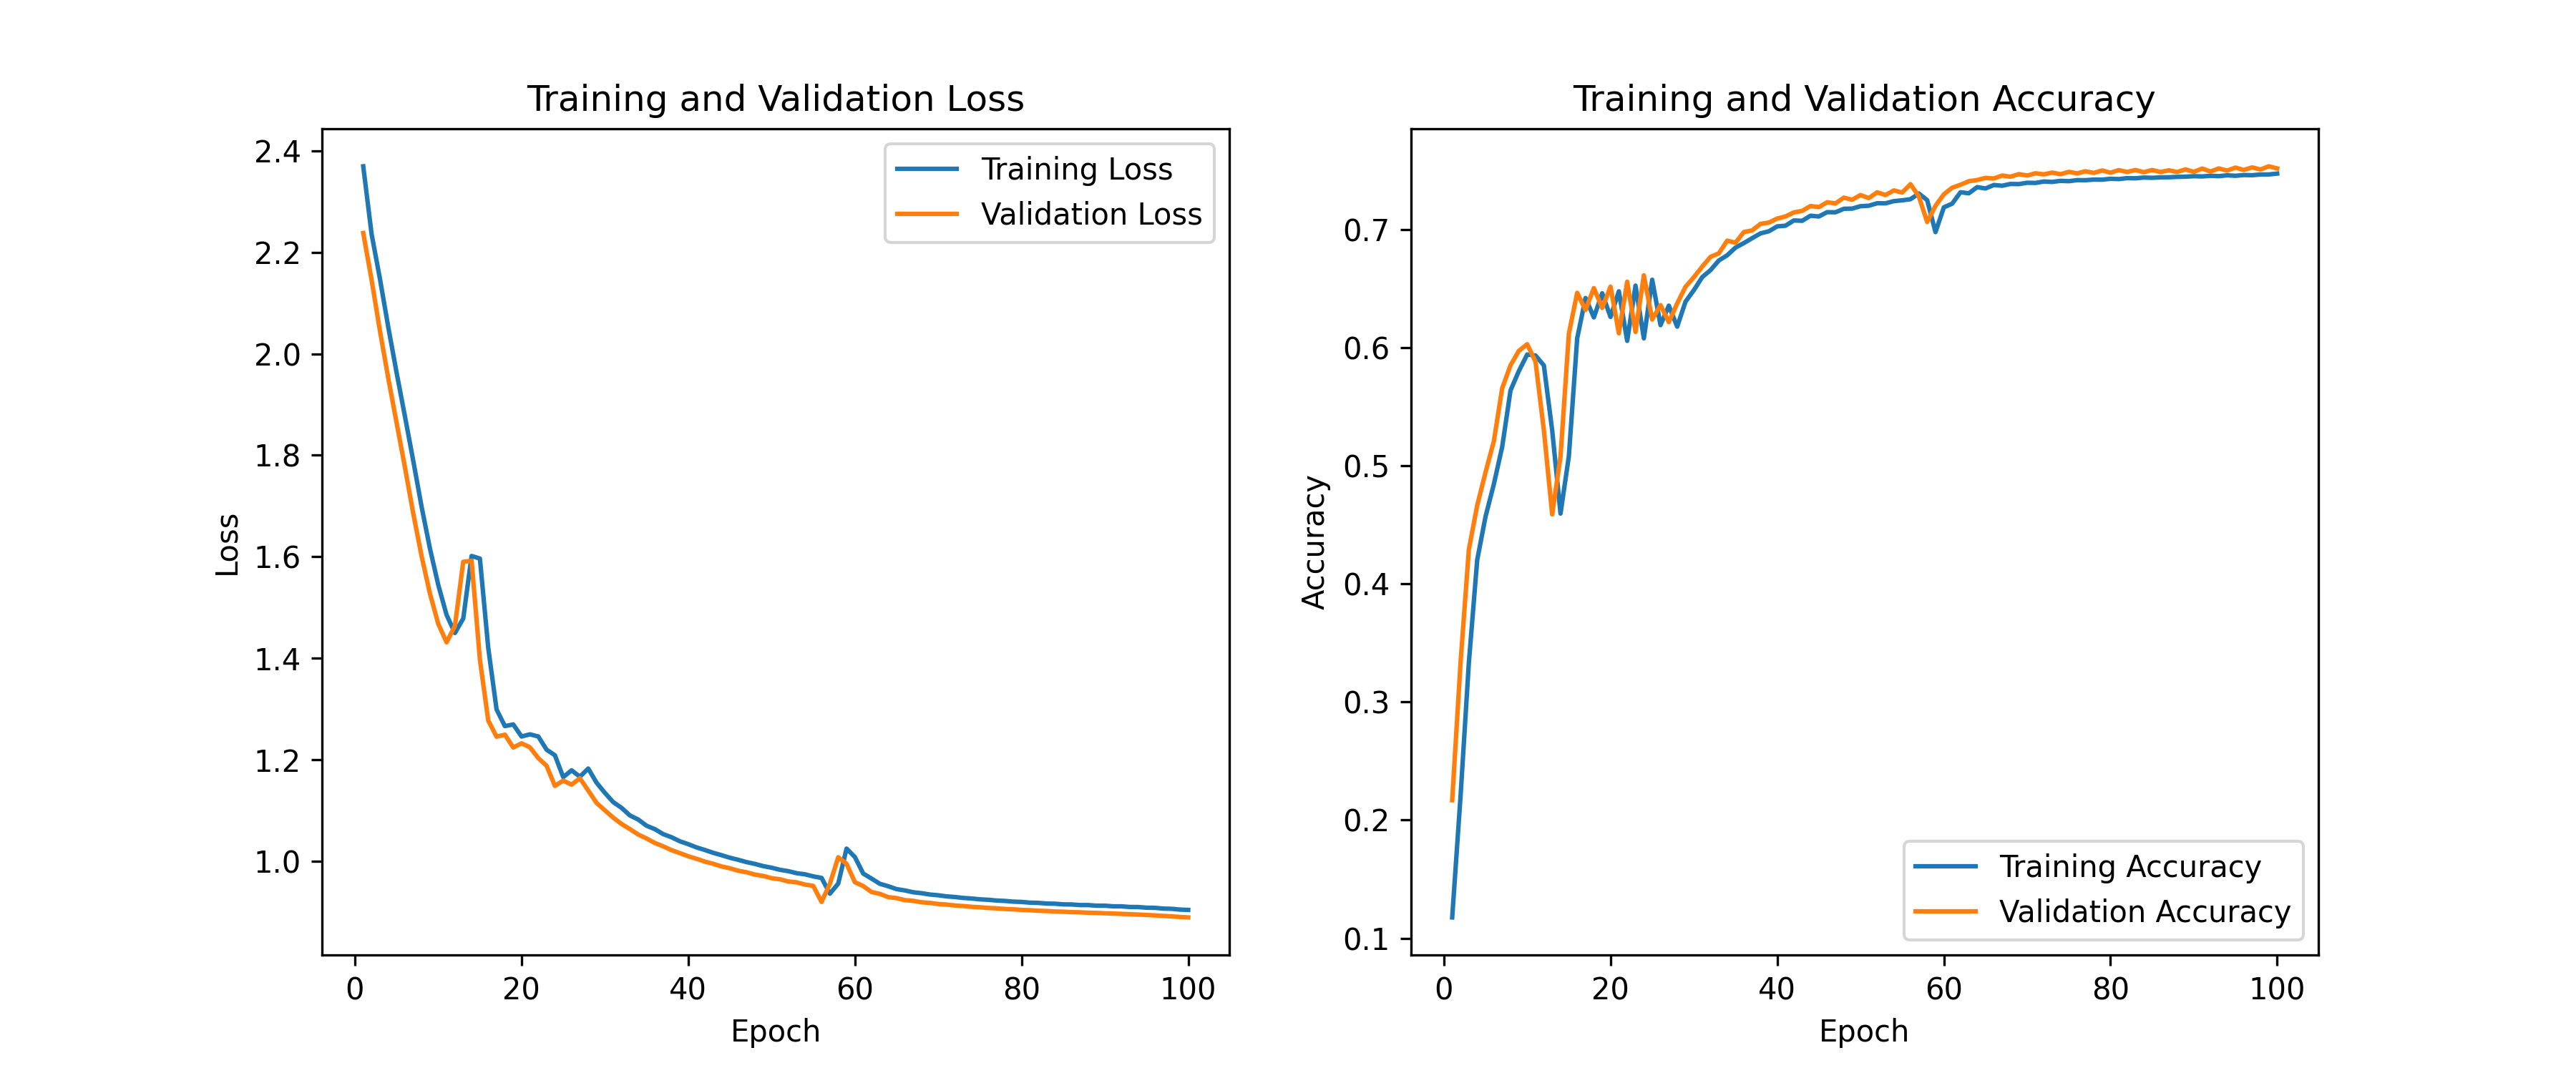 Training and Validation Loss
2.4
2.2
2.0
1.8
1.6
1.4
1.2
1.0
Loss
Training Loss
Validation Loss
0 20 40 60 80 100
Epoch
Training and Validation Accuracy
0.7
0.6
0.5
0.4
0.3
0.2
0.1
Accuracy
Training Accuracy
Validation Accuracy
0 20 40 60 80 100
Epoch